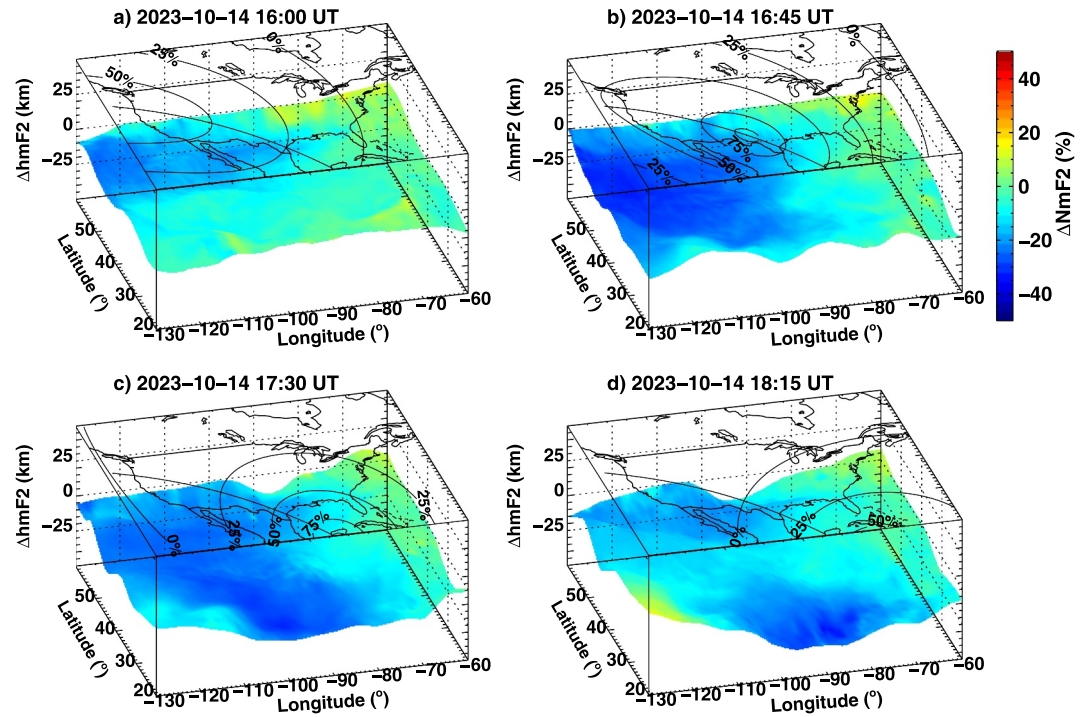 a) 2023–10–14 16:00 UT
b) 2023–10–14 16:45 UT
0%
25%
50%
25
0
−25
ΔhmF2 (km)
50
40
30
20
Latitude (°)
−130 −120 −110 −100 −90 −80 −70 −60
Longitude (°)
0%
25%
75%
50%
25%
25
0
−25
ΔhmF2 (km)
50
40
30
20
Latitude (°)
−130 −120 −110 −100 −90 −80 −70 −60
Longitude (°)
40
20
0
−20
−40
ΔNmF2 (%)
c) 2023–10–14 17:30 UT
d) 2023–10–14 18:15 UT
0%
25%
50%
75%
25%
25
0
−25
ΔhmF2 (km)
50
40
30
20
Latitude (°)
−130 −120 −110 −100 −90 −80 −70 −60
Longitude (°)
0%
25%
50%
25
0
−25
ΔhmF2 (km)
50
40
30
20
Latitude (°)
−130 −120 −110 −100 −90 −80 −70 −60
Longitude (°)